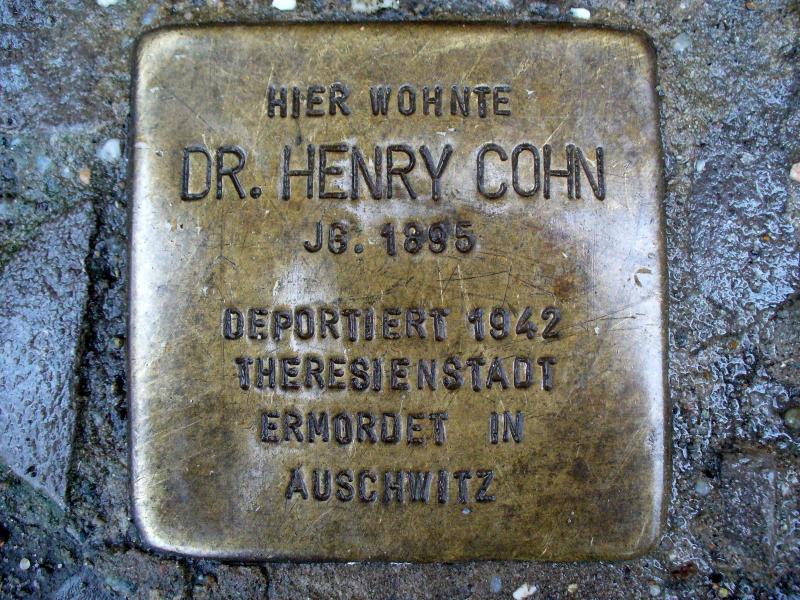 HIER WOHNTE
DR. HENRY COHN
JG. 1895
DEPORTIERT 1942
THERESIENSTADT
ERMORDET IN
AUSCHWITZ